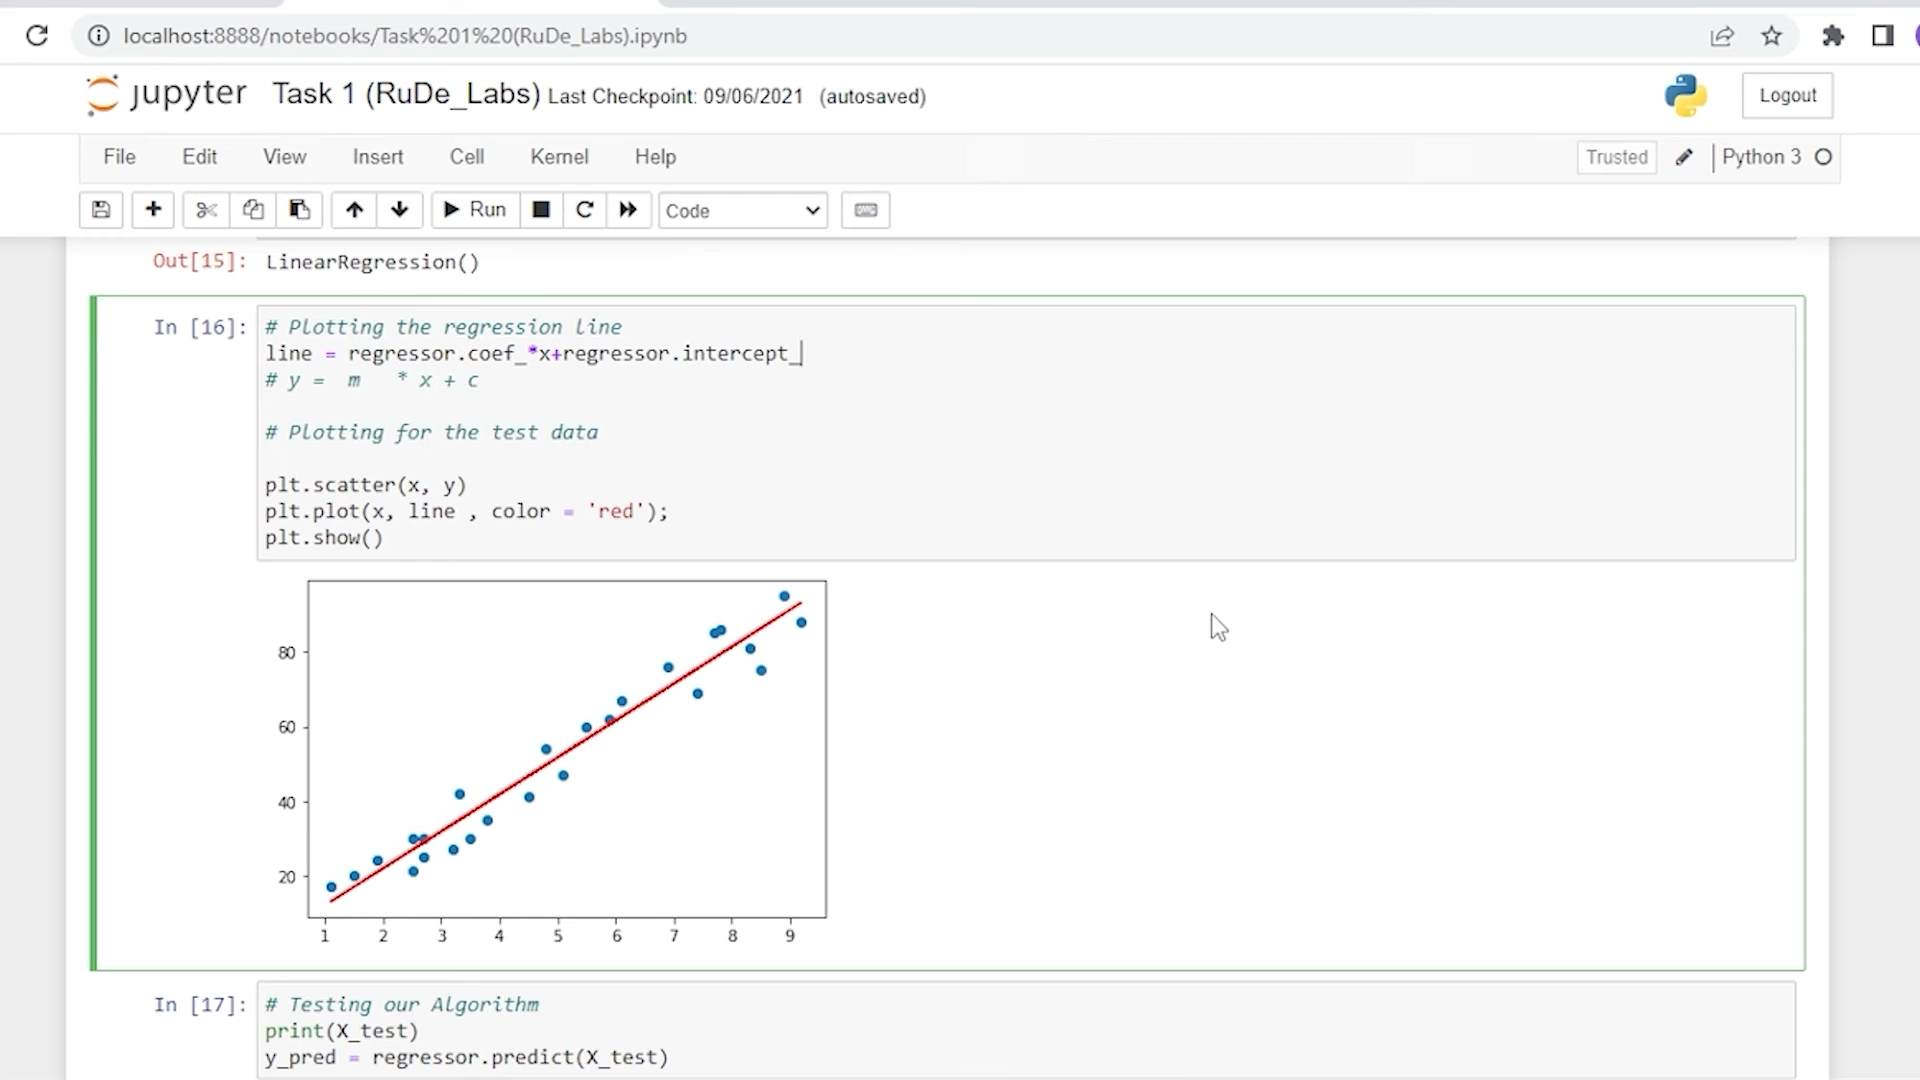 localhost:8888/notebooks/Task%201%20(RuDe_Labs).ipynb
jupyter Task 1 (RuDe_Labs) Last Checkpoint: 09/06/2021 (autosaved)
Logout
File Edit View Insert Cell Kernel Help
Trusted Python 3
Run Code
Out[15]: LinearRegression()
In [16]: # Plotting the regression line
line = regressor.coef_*x+regressor.intercept_
# y = m * x + c
# Plotting for the test data
plt.scatter(x, y)
plt.plot(x, line , color = 'red');
plt.show()
80
60
40
20
1 2 3 4 5 6 7 8 9
In [17]: # Testing our Algorithm
print(X_test)
y_pred = regressor.predict(X_test)